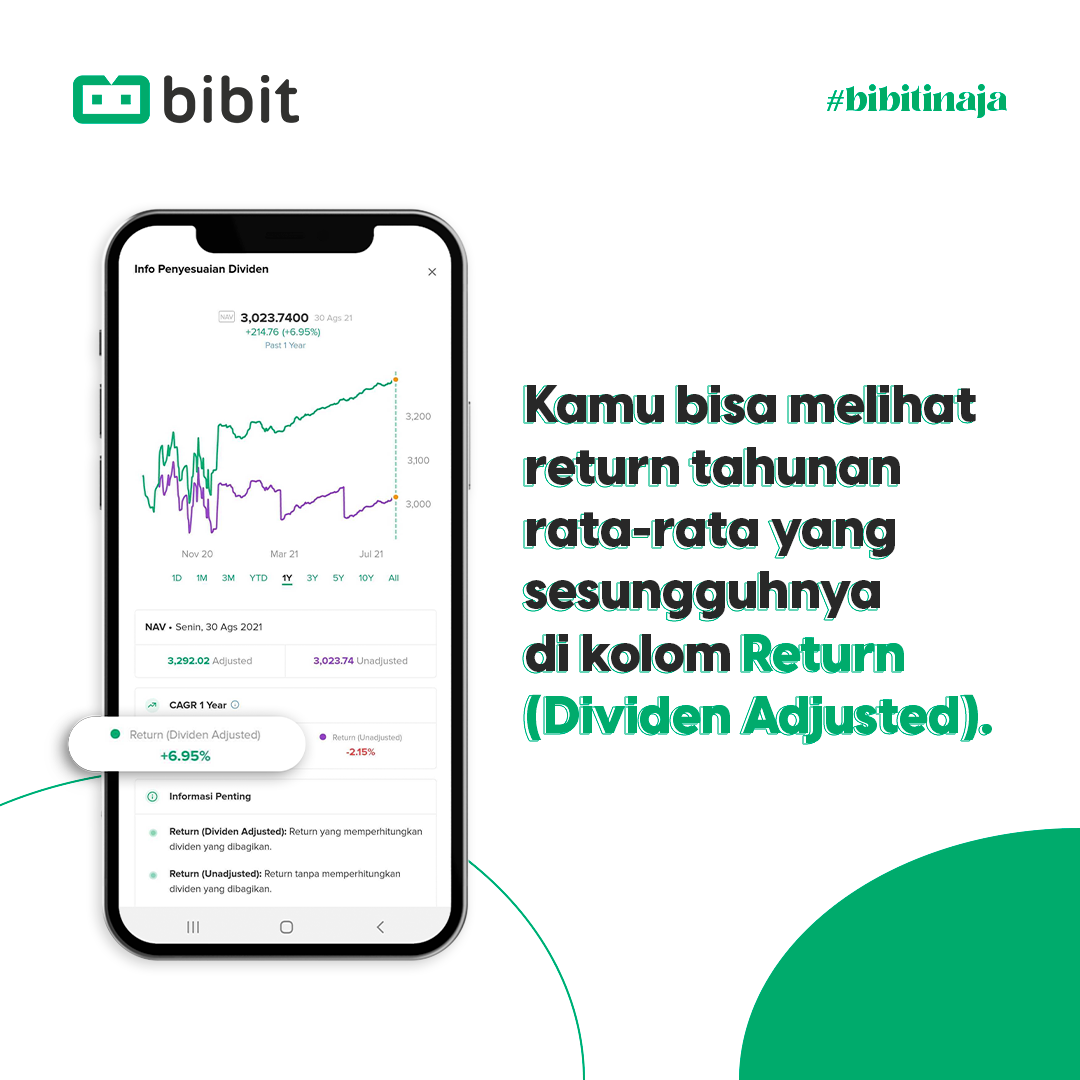 bibit
#bibitinaja
Info Penyesuaian Dividen
NAV 3,023.7400 30 Ags 21
+214.76 (+6.95%)
Past 1 Year
3,200
3,100
3,000
Nov 20 Mar 21 Jul 21
1D 1M 3M YTD 1Y 3Y 5Y 10Y All
NAV • Senin, 30 Ags 2021
3,292.02 Adjusted 3,023.74 Unadjusted
CAGR 1 Year
Return (Dividen Adjusted) Return (Unadjusted)
+6.95% -2.15%
Informasi Penting
Return (Dividen Adjusted): Return yang memperhitungkan
dividen yang dibagikan.
Return (Unadjusted): Return tanpa memperhitungkan
dividen yang dibagikan.
Kamu bisa melihat
return tahunan
rata-rata yang
sesungguhnya
di kolom Return
(Dividen Adjusted).